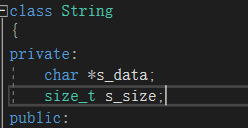 class String
{
private:
char *s_data;
size_t s_size;
public: